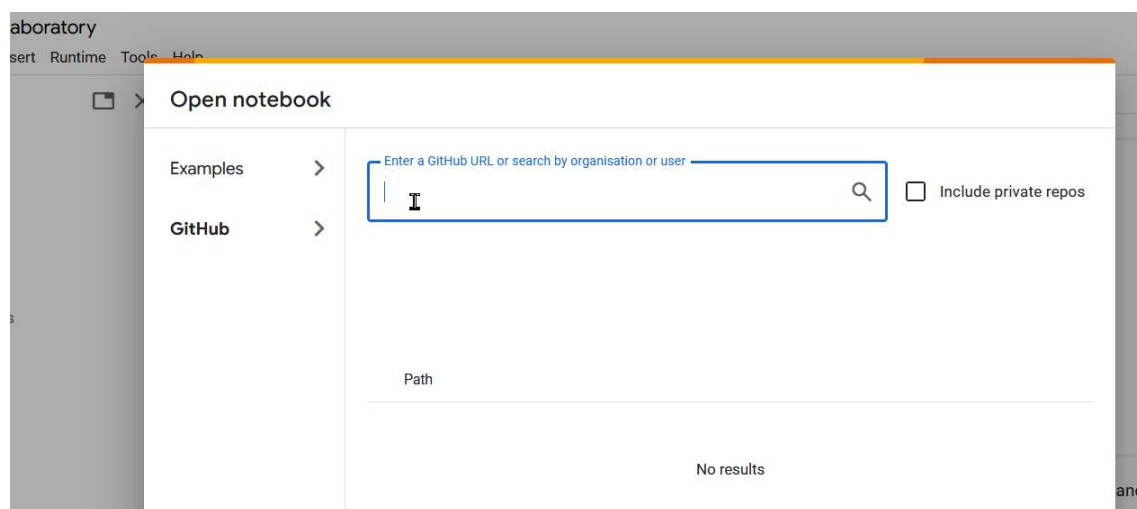 aboratory
sert Runtime Tools Help
Open notebook
Examples
GitHub
Enter a GitHub URL or search by organisation or user
Include private repos
Path
No results
s
and